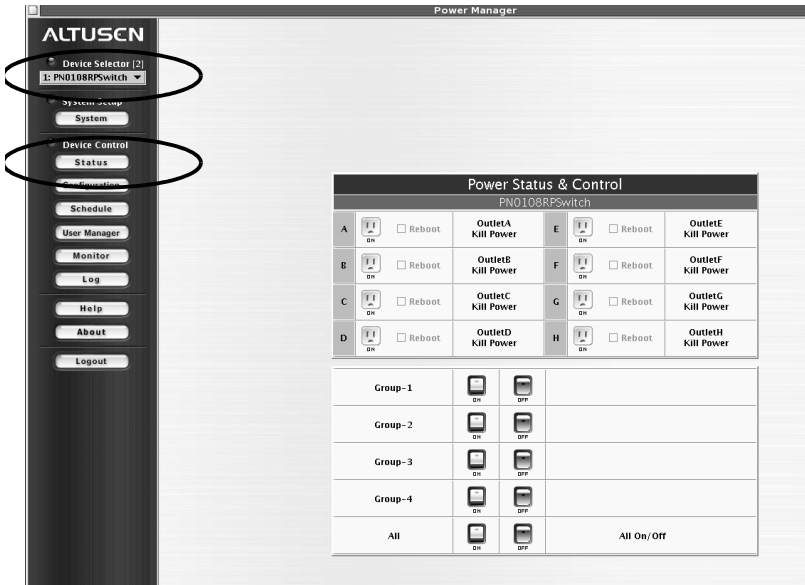 Power Manager
ALTUSEN
Device Selector [2]
1: PN0108RPSwitch
System Setup
System
Device Control
Status
Configuration
Schedule
User Manager
Monitor
Log
Help
About
Logout
Power Status & Control
PN0108RPSwitch
A ON Reboot OutletA Kill Power E ON Reboot OutletE Kill Power
B ON Reboot OutletB Kill Power F ON Reboot OutletF Kill Power
C ON Reboot OutletC Kill Power G ON Reboot OutletG Kill Power
D ON Reboot OutletD Kill Power H ON Reboot OutletH Kill Power
Group-1 ON OFF
Group-2 ON OFF
Group-3 ON OFF
Group-4 ON OFF
All ON OFF All On/Off